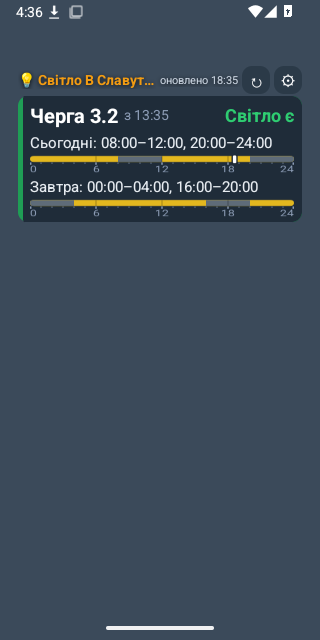 4:36
💡 Світло В Славут... оновлено 18:35
Черга 3.2 з 13:35 Світло є
Сьогодні: 08:00–12:00, 20:00–24:00
0 6 12 18 24
Завтра: 00:00–04:00, 16:00–20:00
0 6 12 18 24